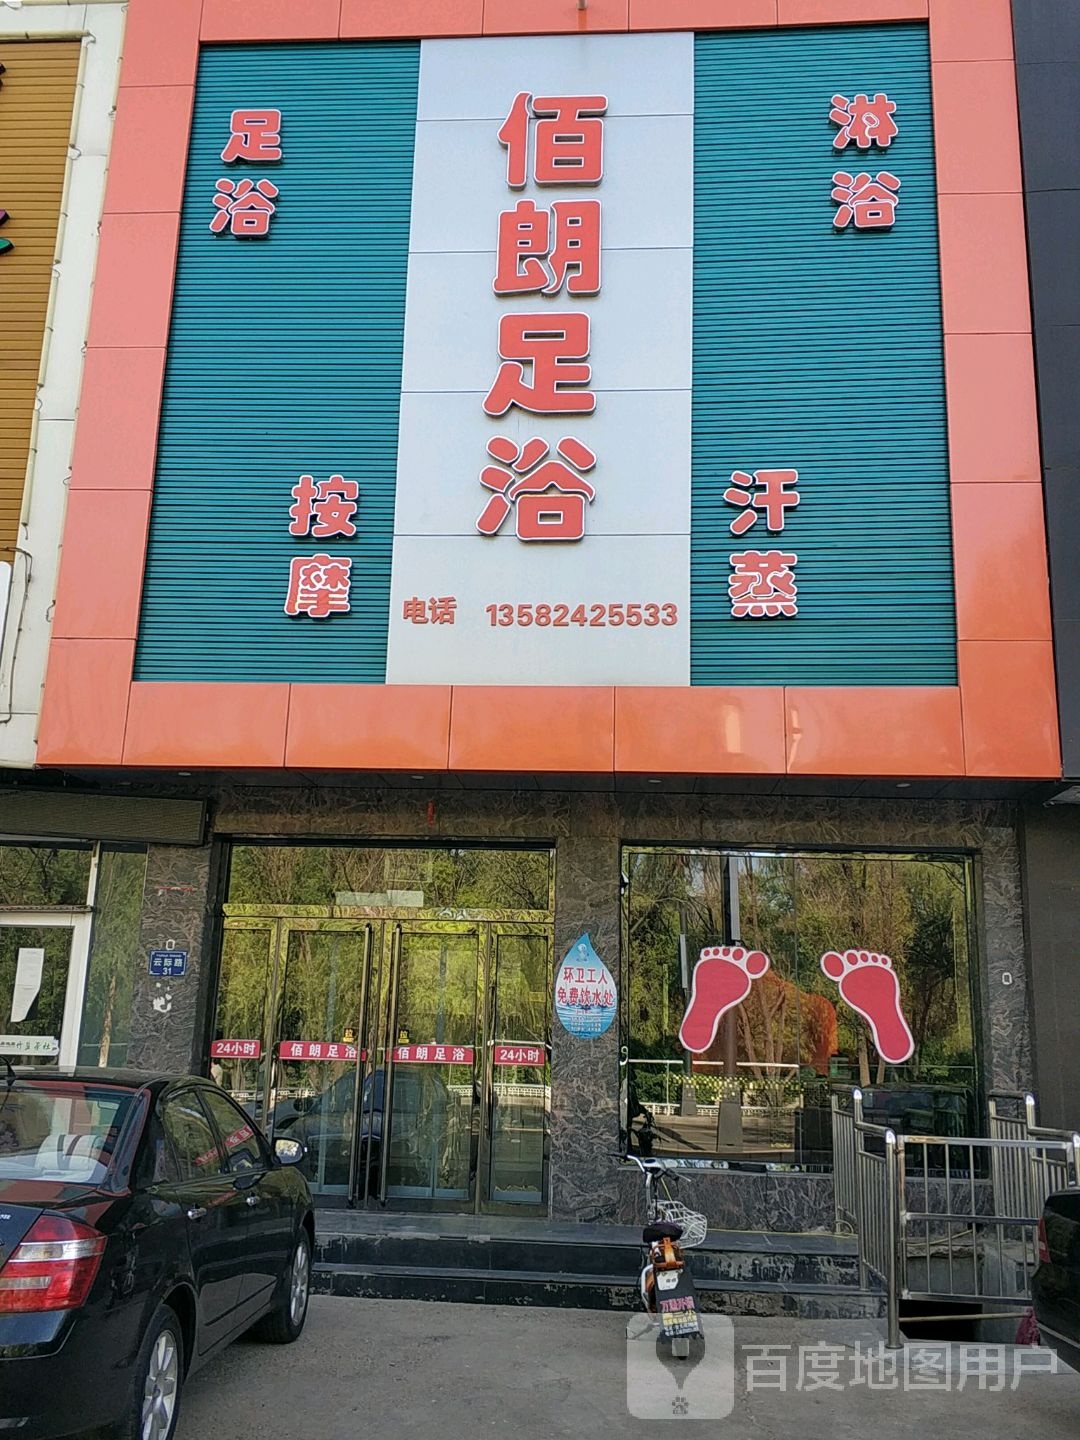 佰朗足浴
足浴
淋浴
按摩
汗蒸
电话 13582425533
云际路
31
环卫工人
免费饮水处
24小时
佰朗足浴
佰朗足浴
24小时
百度地图用户